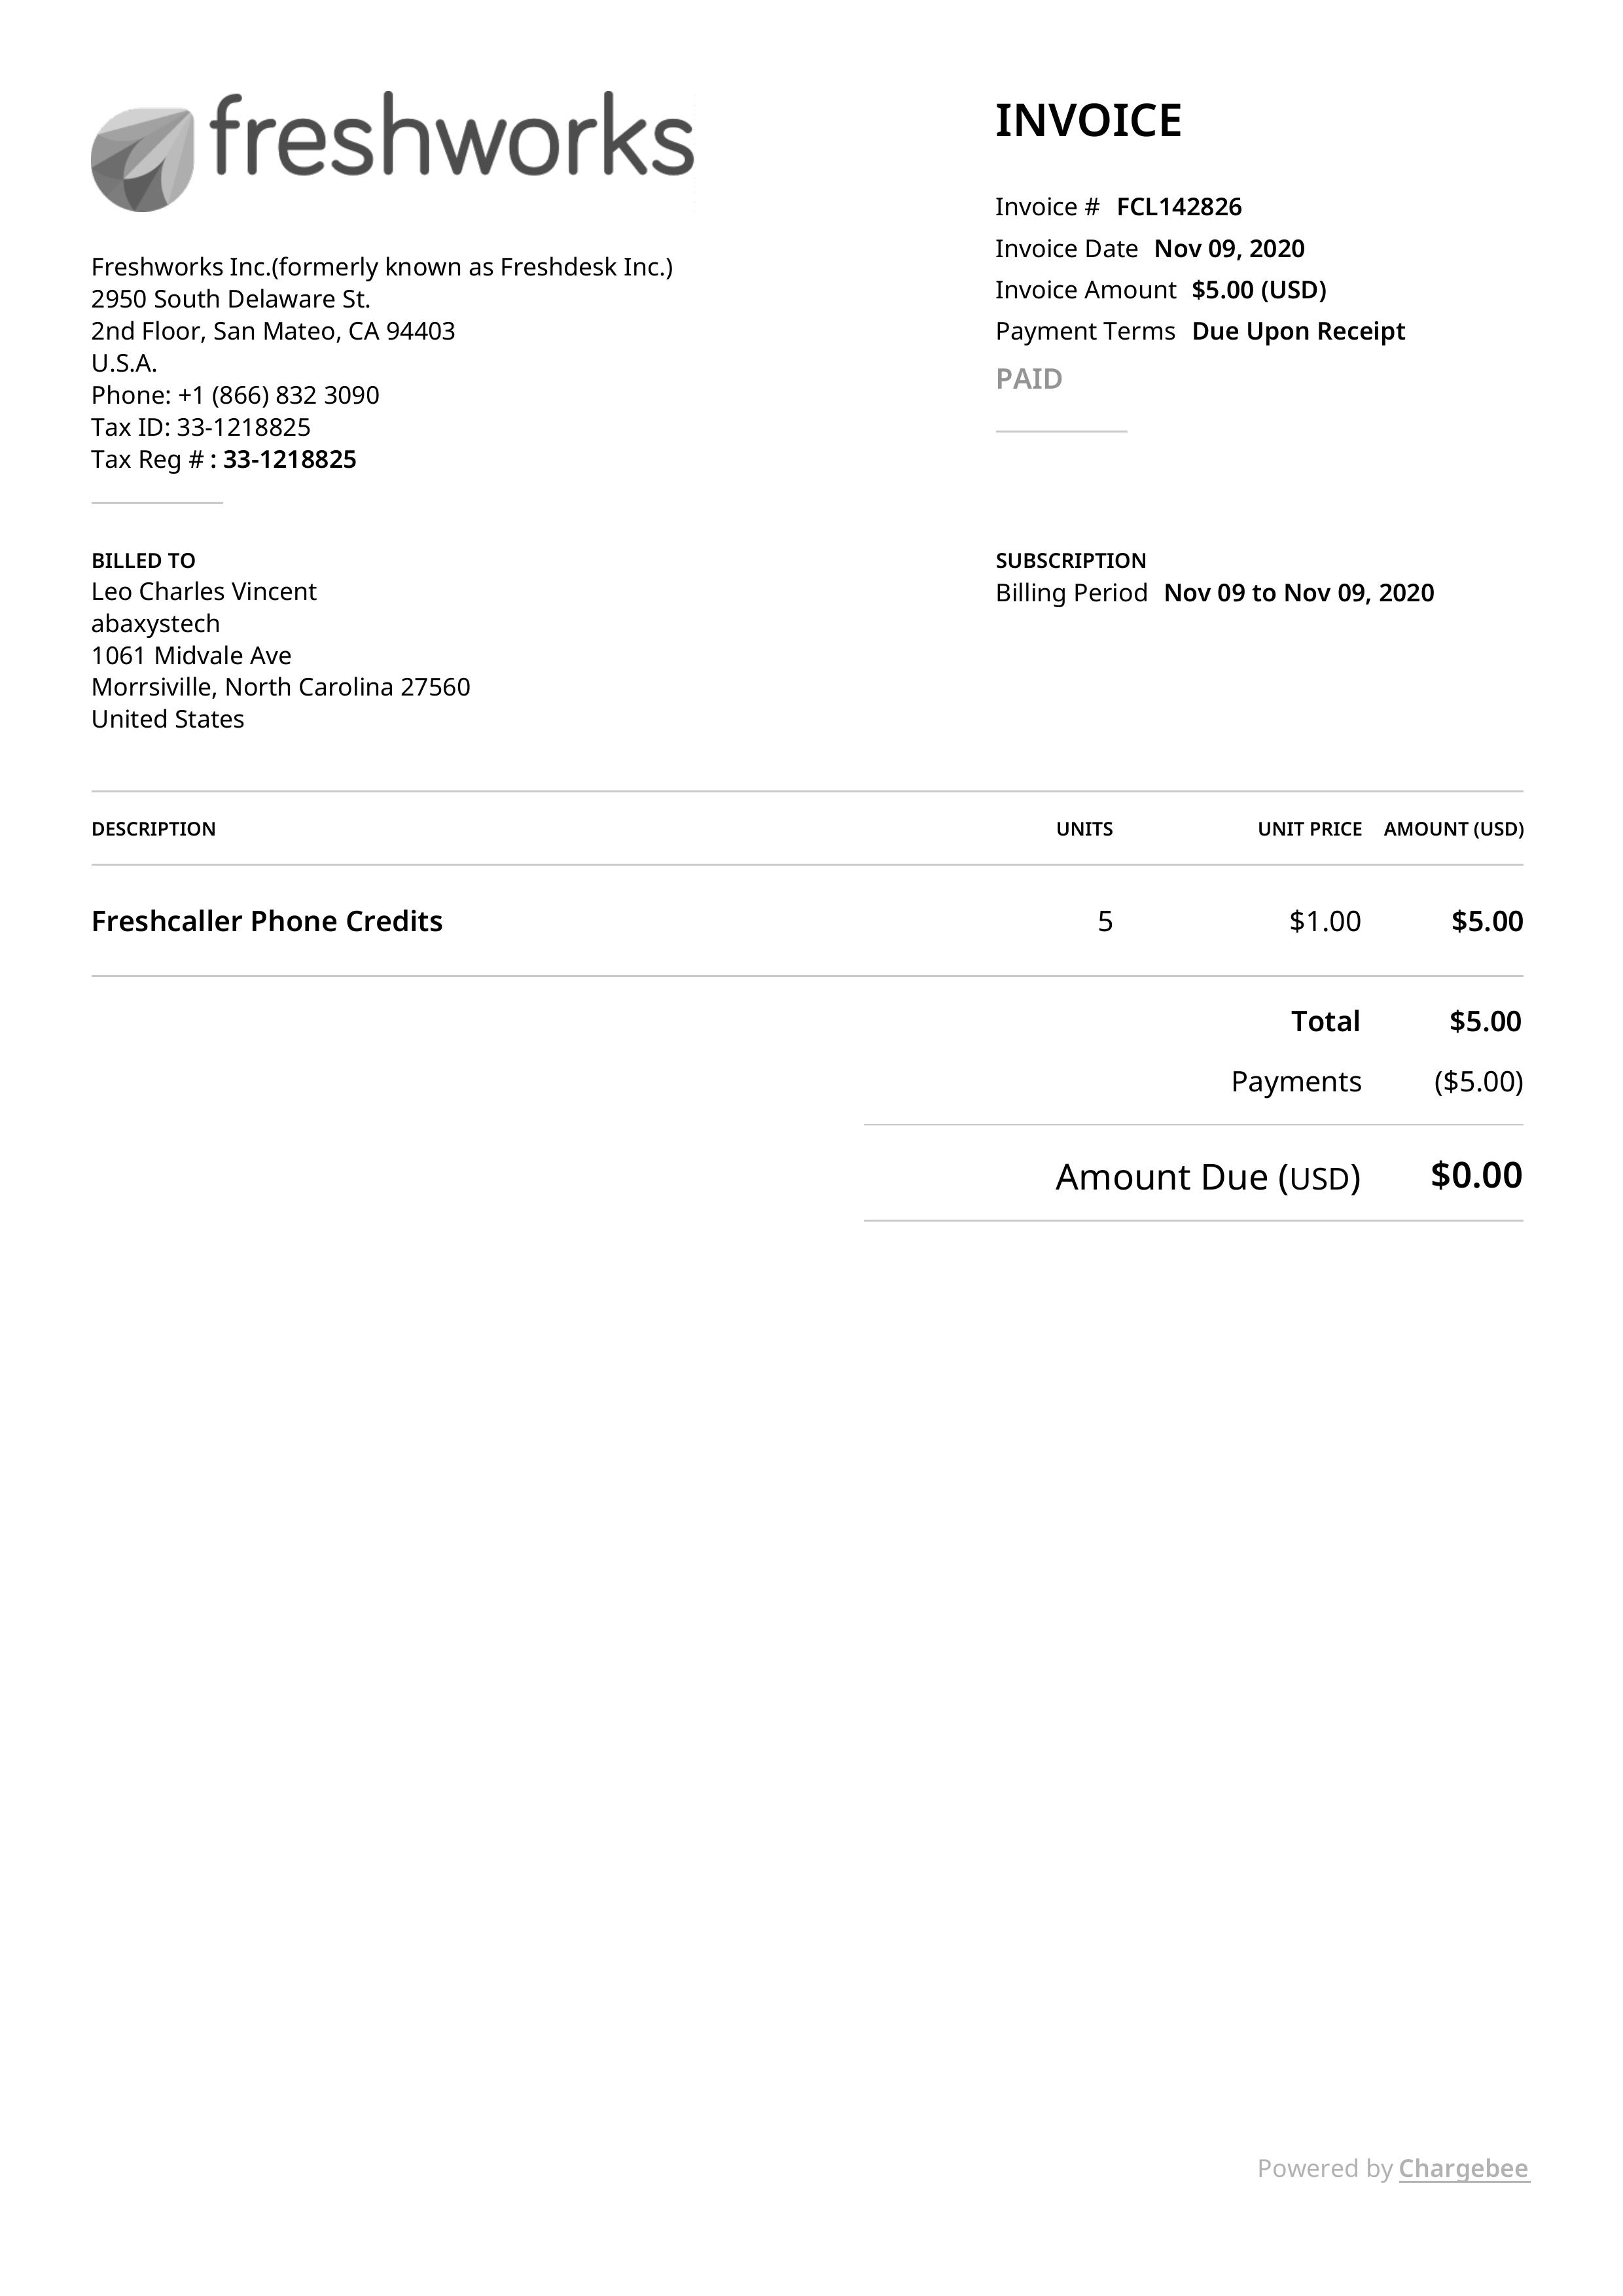 freshworks
INVOICE
Invoice # FCL142826
Invoice Date Nov 09, 2020
Invoice Amount $5.00 (USD)
Payment Terms Due Upon Receipt
PAID
Freshworks Inc.(formerly known as Freshdesk Inc.)
2950 South Delaware St.
2nd Floor, San Mateo, CA 94403
U.S.A.
Phone: +1 (866) 832 3090
Tax ID: 33-1218825
Tax Reg # : 33-1218825
BILLED TO
Leo Charles Vincent
abaxystech
1061 Midvale Ave
Morrsiville, North Carolina 27560
United States
SUBSCRIPTION
Billing Period Nov 09 to Nov 09, 2020
DESCRIPTION UNITS UNIT PRICE AMOUNT (USD)
Freshcaller Phone Credits 5 $1.00 $5.00
Total $5.00
Payments ($5.00)
Amount Due (USD) $0.00
Powered by Chargebee